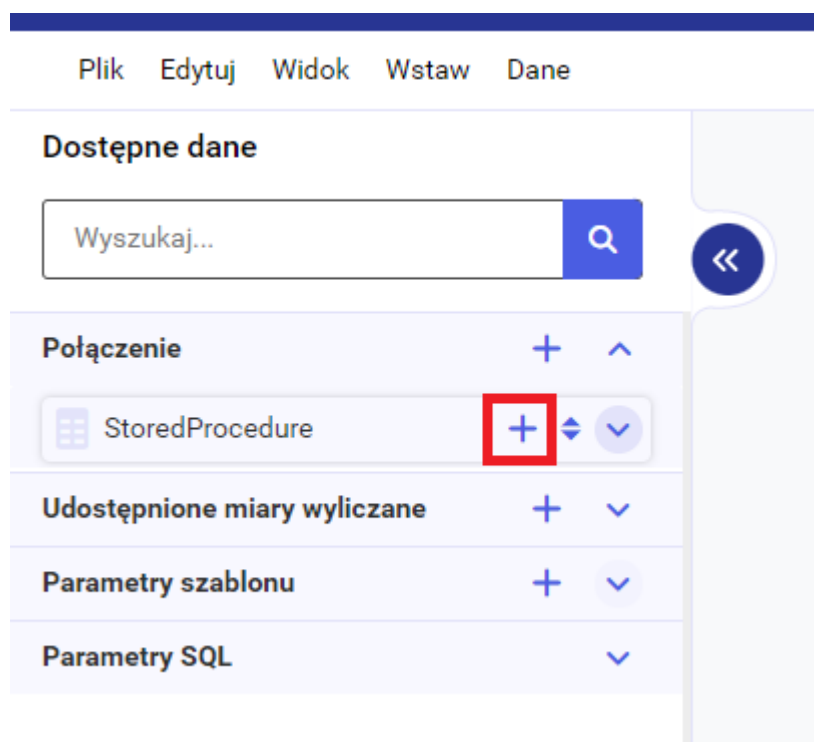 Plik Edytuj Widok Wstaw Dane
Dostępne dane
Wyszukaj...
Połączenie
StoredProcedure
Udostępnione miary wyliczane
Parametry szablonu
Parametry SQL